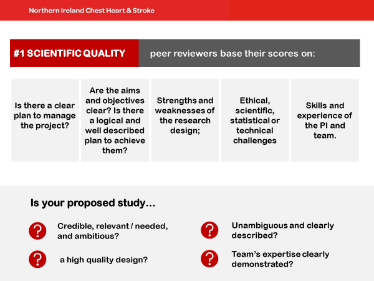 Northern Ireland Chest Heart & Stroke
#1 SCIENTIFIC QUALITY
peer reviewers base their scores on:
Is there a clear
plan to manage
the project?
Are the aims
and objectives
clear? Is there
a logical and
well described
plan to achieve
them?
Strengths and
weaknesses of
the research
design;
Ethical,
scientific,
statistical or
technical
challenges
Skills and
experience of
the PI and
team.
Is your proposed study...
? Credible, relevant / needed,
and ambitious?
? a high quality design?
? Unambiguous and clearly
described?
? Team's expertise clearly
demonstrated?